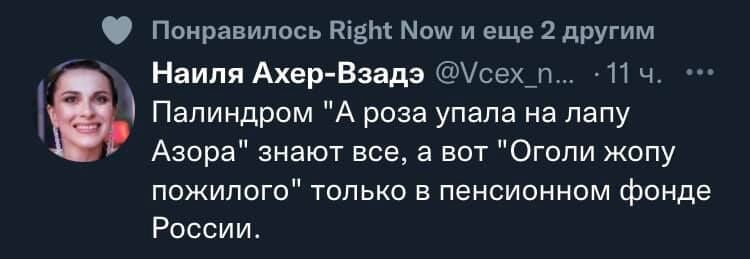 Понравилось Right Now и еще 2 другим
Наиля Ахер-Взадэ @Vcex_n... · 11 ч.
Палиндром "А роза упала на лапу
Азора" знают все, а вот "Оголи жопу
пожилого" только в пенсионном фонде
России.